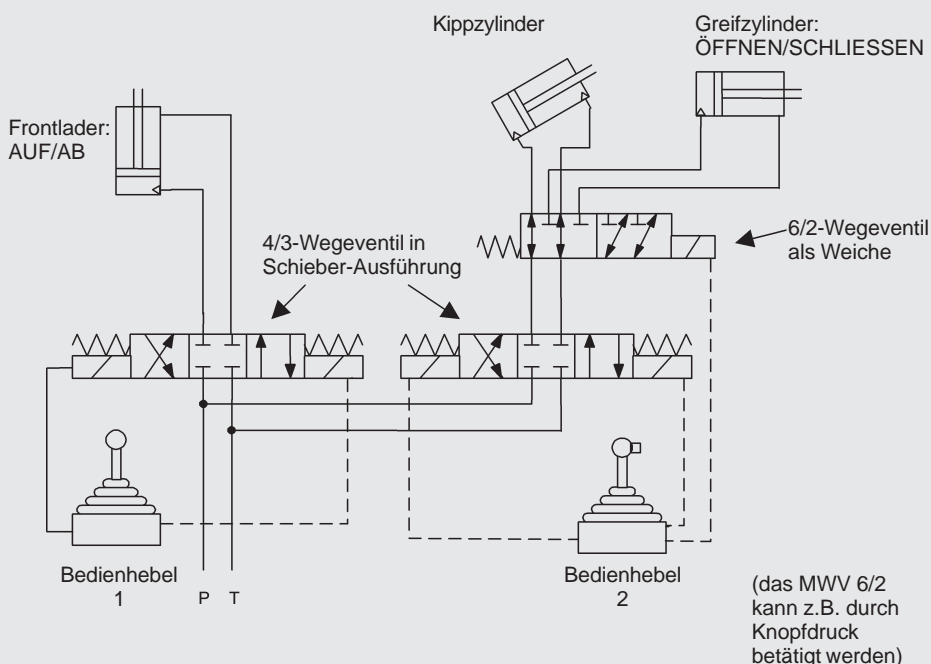 Kippzylinder
Greifzylinder:
ÖFFNEN/SCHLIESSEN
Frontlader:
AUF/AB
4/3-Wegeventil in
Schieber-Ausführung
6/2-Wegeventil
als Weiche
Bedienhebel
1
P T
Bedienhebel
2
(das MWV 6/2
kann z.B. durch
Knopfdruck
betätigt werden)